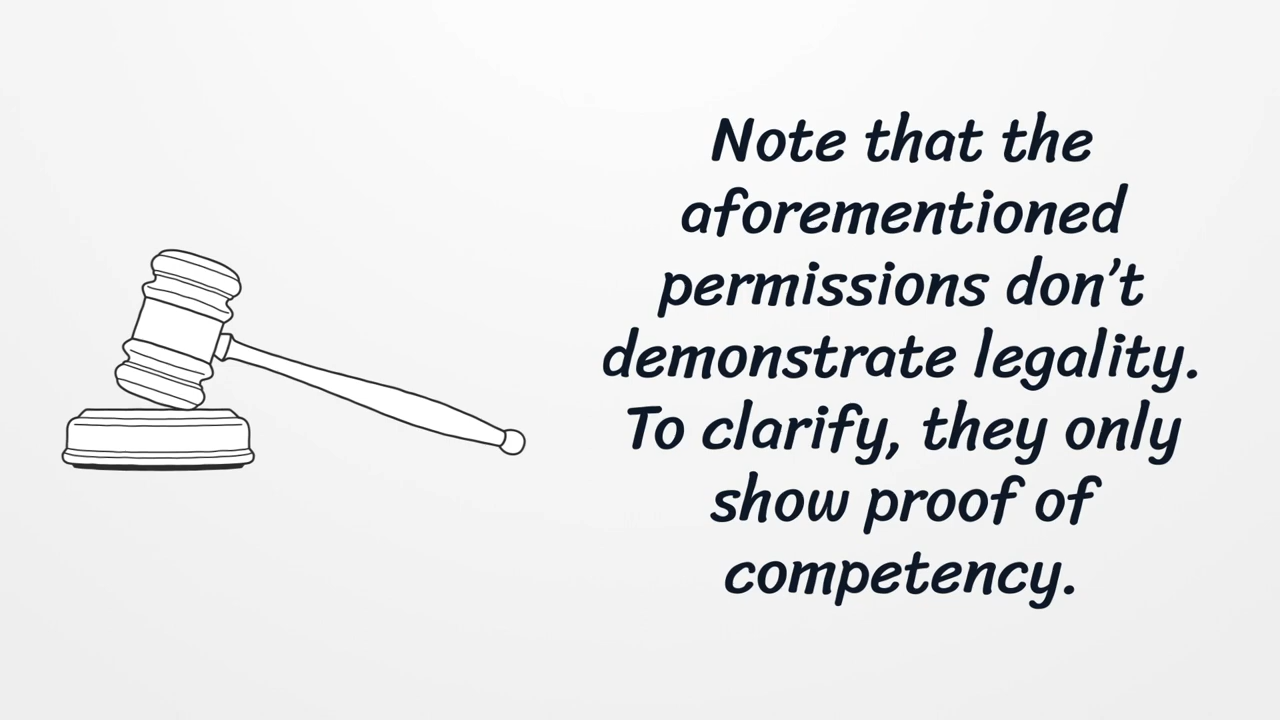 Note that the
aforementioned
permissions don’t
demonstrate legality.
To clarify, they only
show proof of
competency.